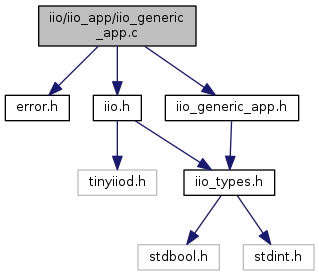 iio/iio_app/iio_generic
_app.c
error.h
iio.h
iio_generic_app.h
tinyiiod.h
iio_types.h
stdbool.h
stdint.h